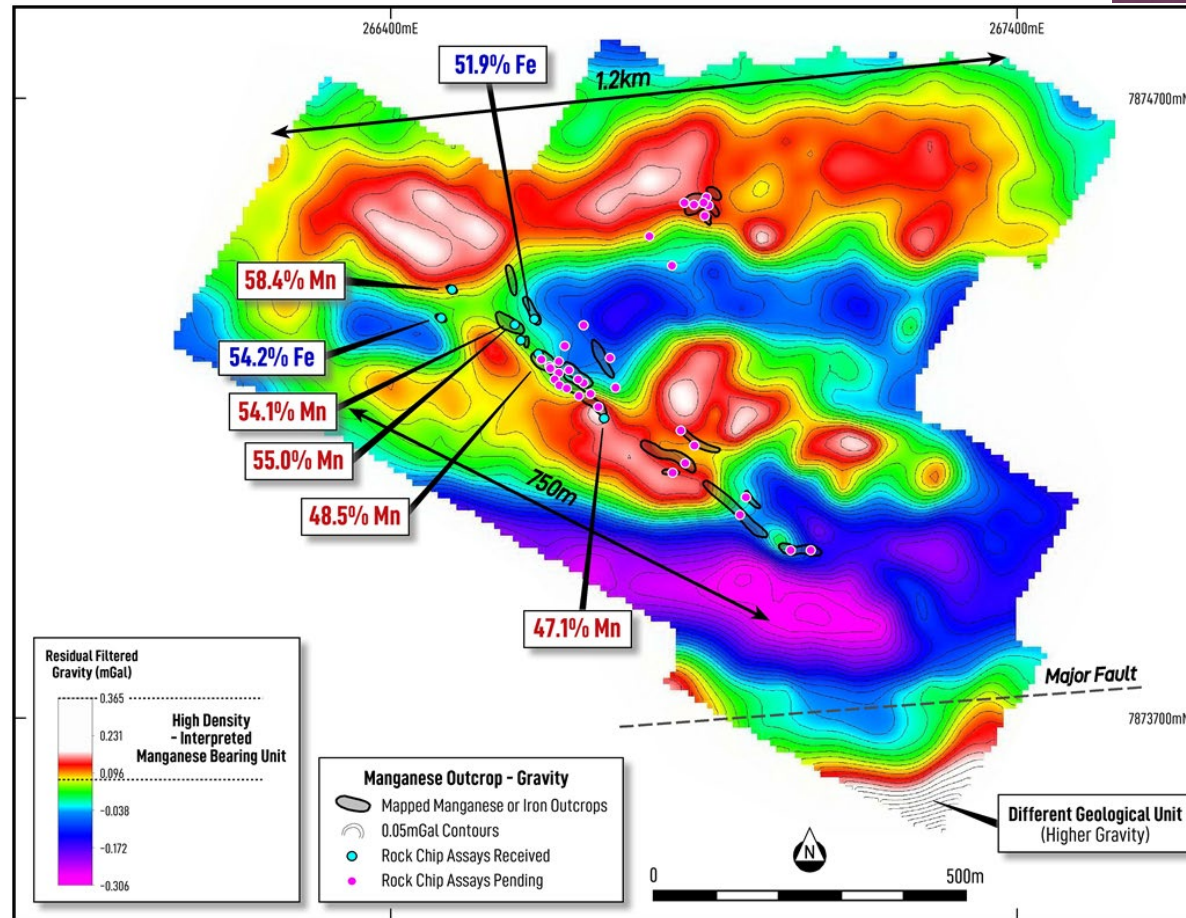 266400mE
267400mE
51.9% Fe
1.2km
7874700mN
58.4% Mn
54.2% Fe
54.1% Mn
55.0% Mn
750m
48.5% Mn
47.1% Mn
Major Fault
7873700mN
Residual Filtered
Gravity (mGal)
0.365
0.231
0.096
-0.038
-0.172
-0.306
High Density
- Interpreted
Manganese Bearing Unit
Manganese Outcrop - Gravity
Mapped Manganese or Iron Outcrops
0.05mGal Contours
Rock Chip Assays Received
Rock Chip Assays Pending
Different Geological Unit
(Higher Gravity)
N
0
500m